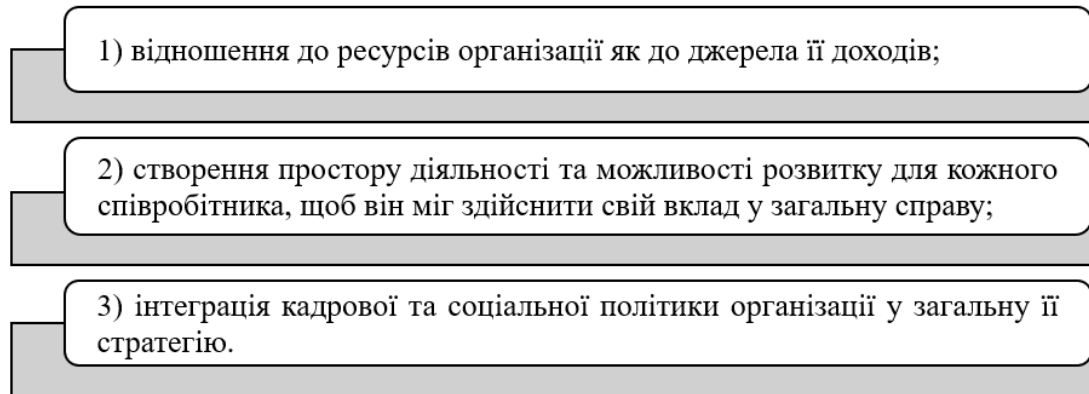 1) відношення до ресурсів організації як до джерела її доходів;
2) створення простору діяльності та можливості розвитку для кожного
співробітника, щоб він міг здійснити свій вклад у загальну справу;
3) інтеграція кадрової та соціальної політики організації у загальну її
стратегію.